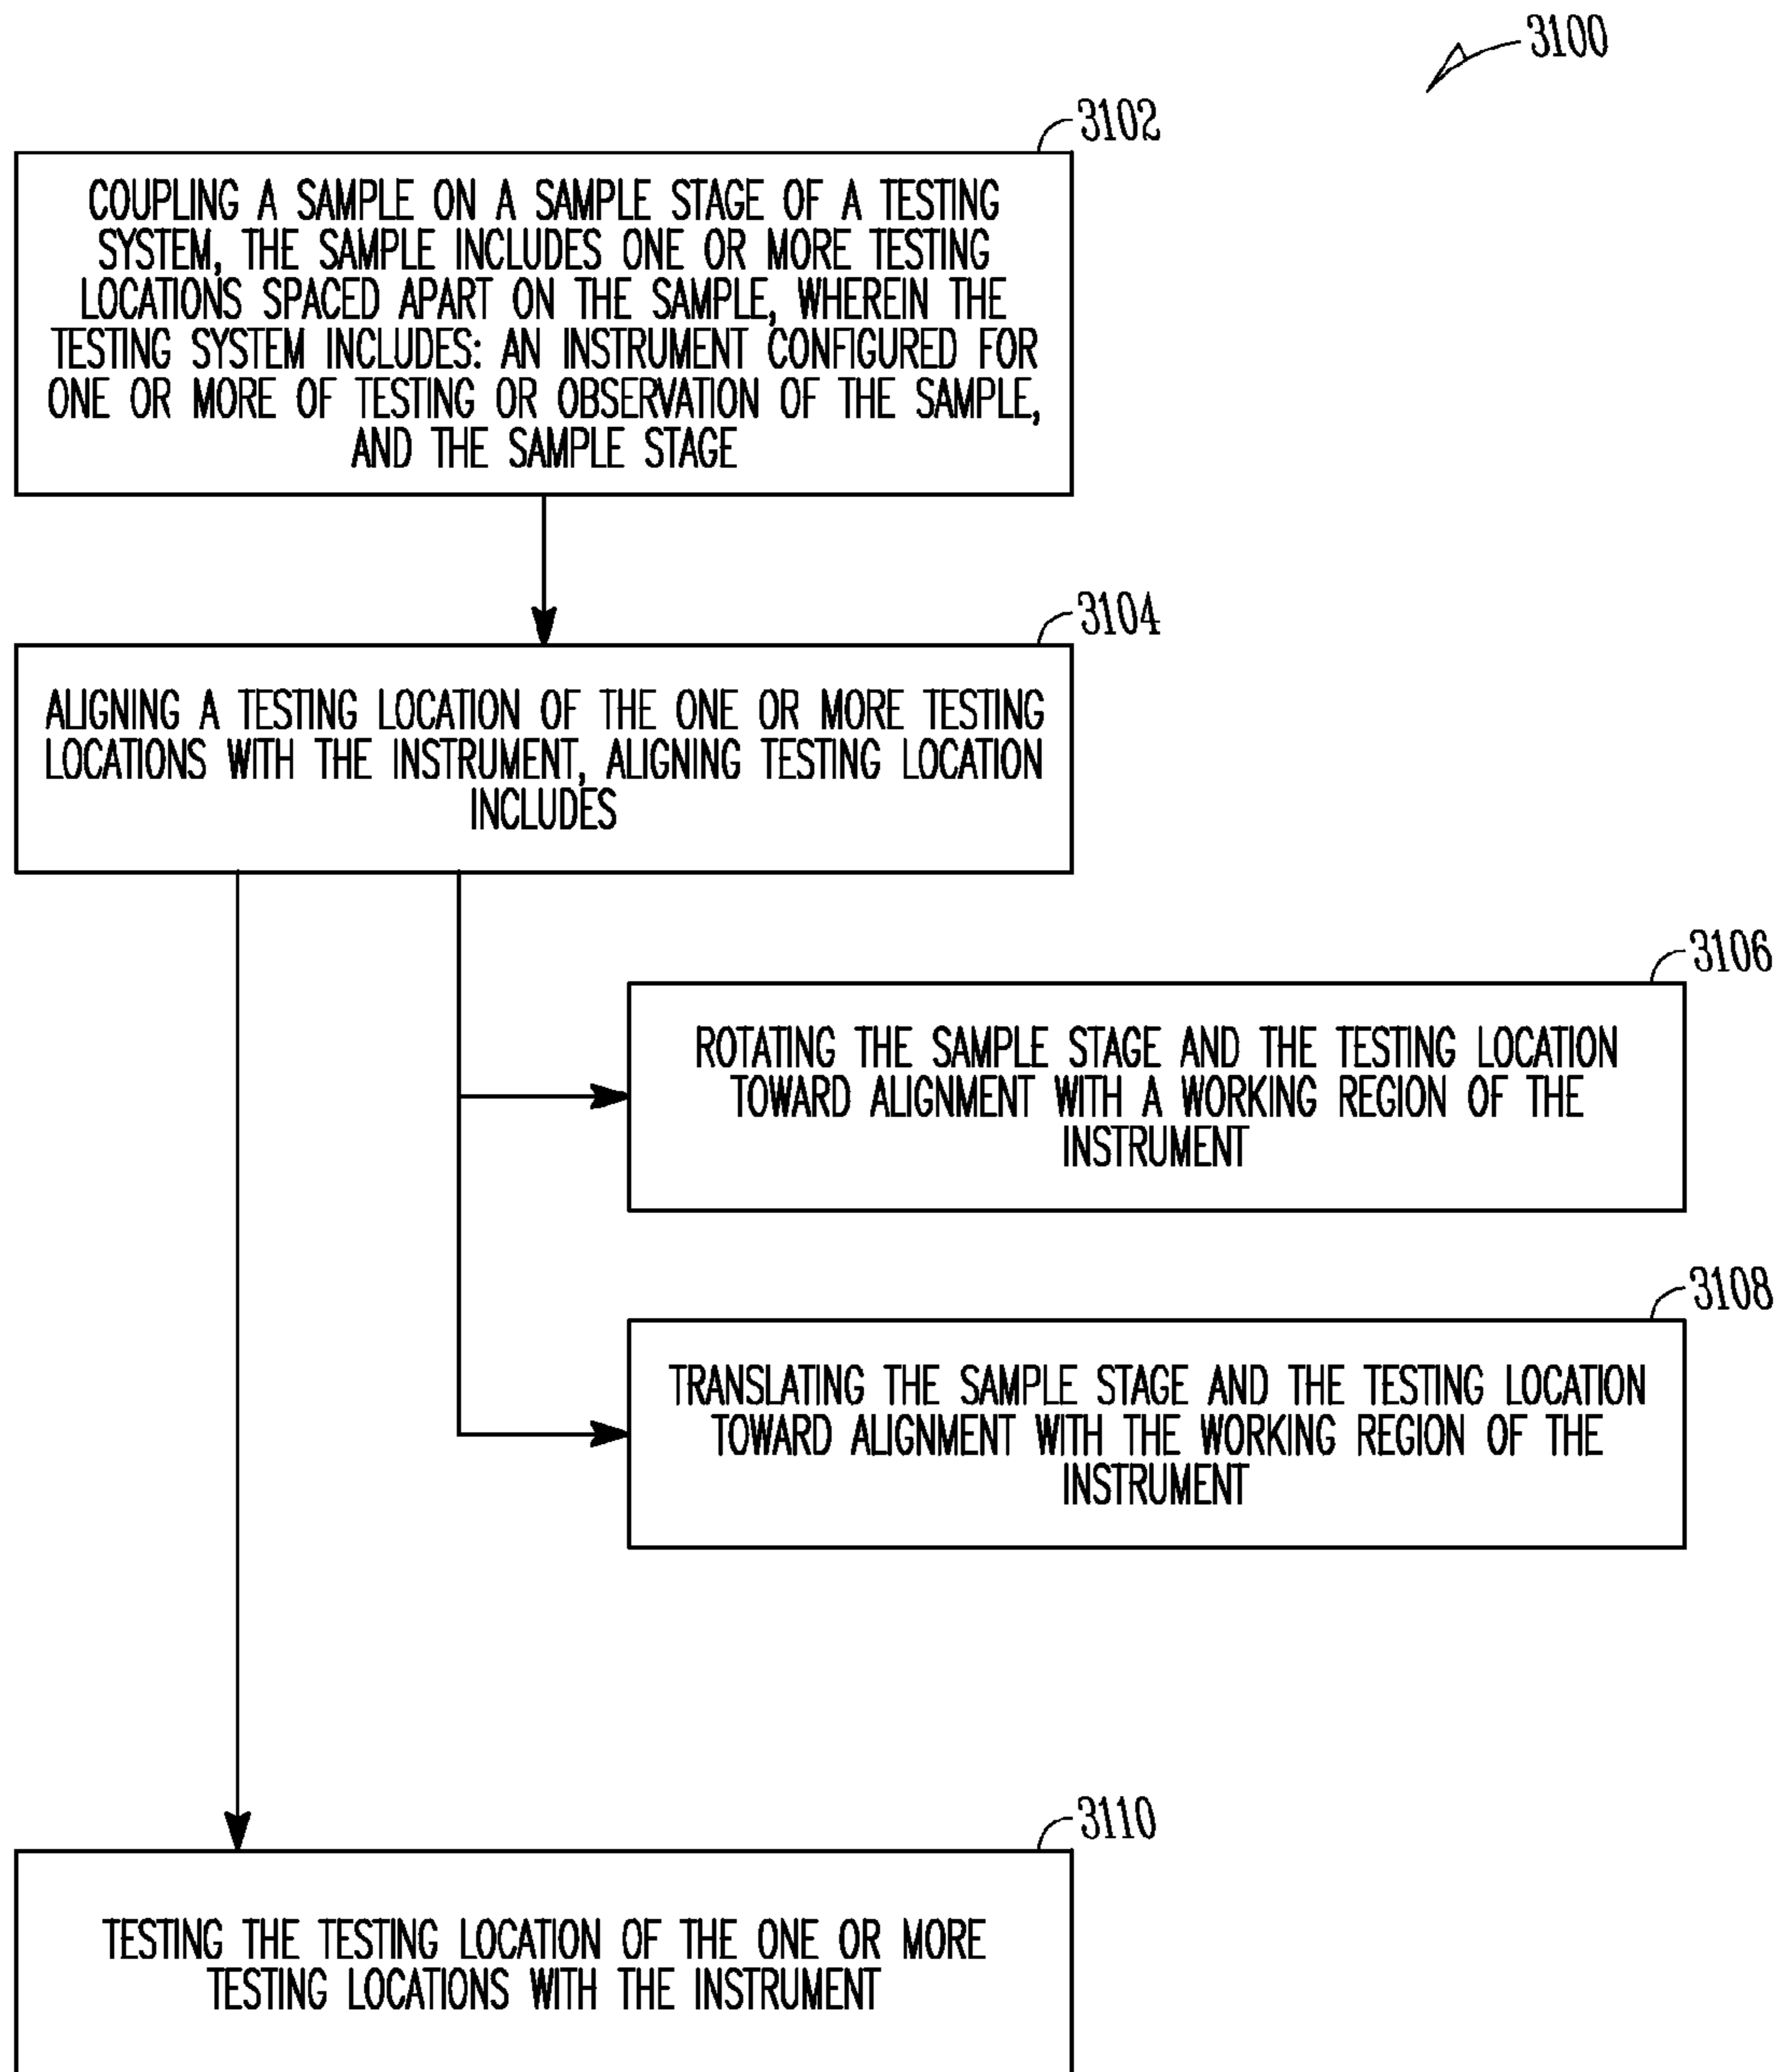 3100
3102
COUPLING A SAMPLE ON A SAMPLE STAGE OF A TESTING
SYSTEM, THE SAMPLE INCLUDES ONE OR MORE TESTING
LOCATIONS SPACED APART ON THE SAMPLE, WHEREIN THE
TESTING SYSTEM INCLUDES: AN INSTRUMENT CONFIGURED FOR
ONE OR MORE OF TESTING OR OBSERVATION OF THE SAMPLE,
AND THE SAMPLE STAGE
3104
ALIGNING A TESTING LOCATION OF THE ONE OR MORE TESTING
LOCATIONS WITH THE INSTRUMENT, ALIGNING TESTING LOCATION
INCLUDES
3106
ROTATING THE SAMPLE STAGE AND THE TESTING LOCATION
TOWARD ALIGNMENT WITH A WORKING REGION OF THE
INSTRUMENT
3108
TRANSLATING THE SAMPLE STAGE AND THE TESTING LOCATION
TOWARD ALIGNMENT WITH THE WORKING REGION OF THE
INSTRUMENT
3110
TESTING THE TESTING LOCATION OF THE ONE OR MORE
TESTING LOCATIONS WITH THE INSTRUMENT